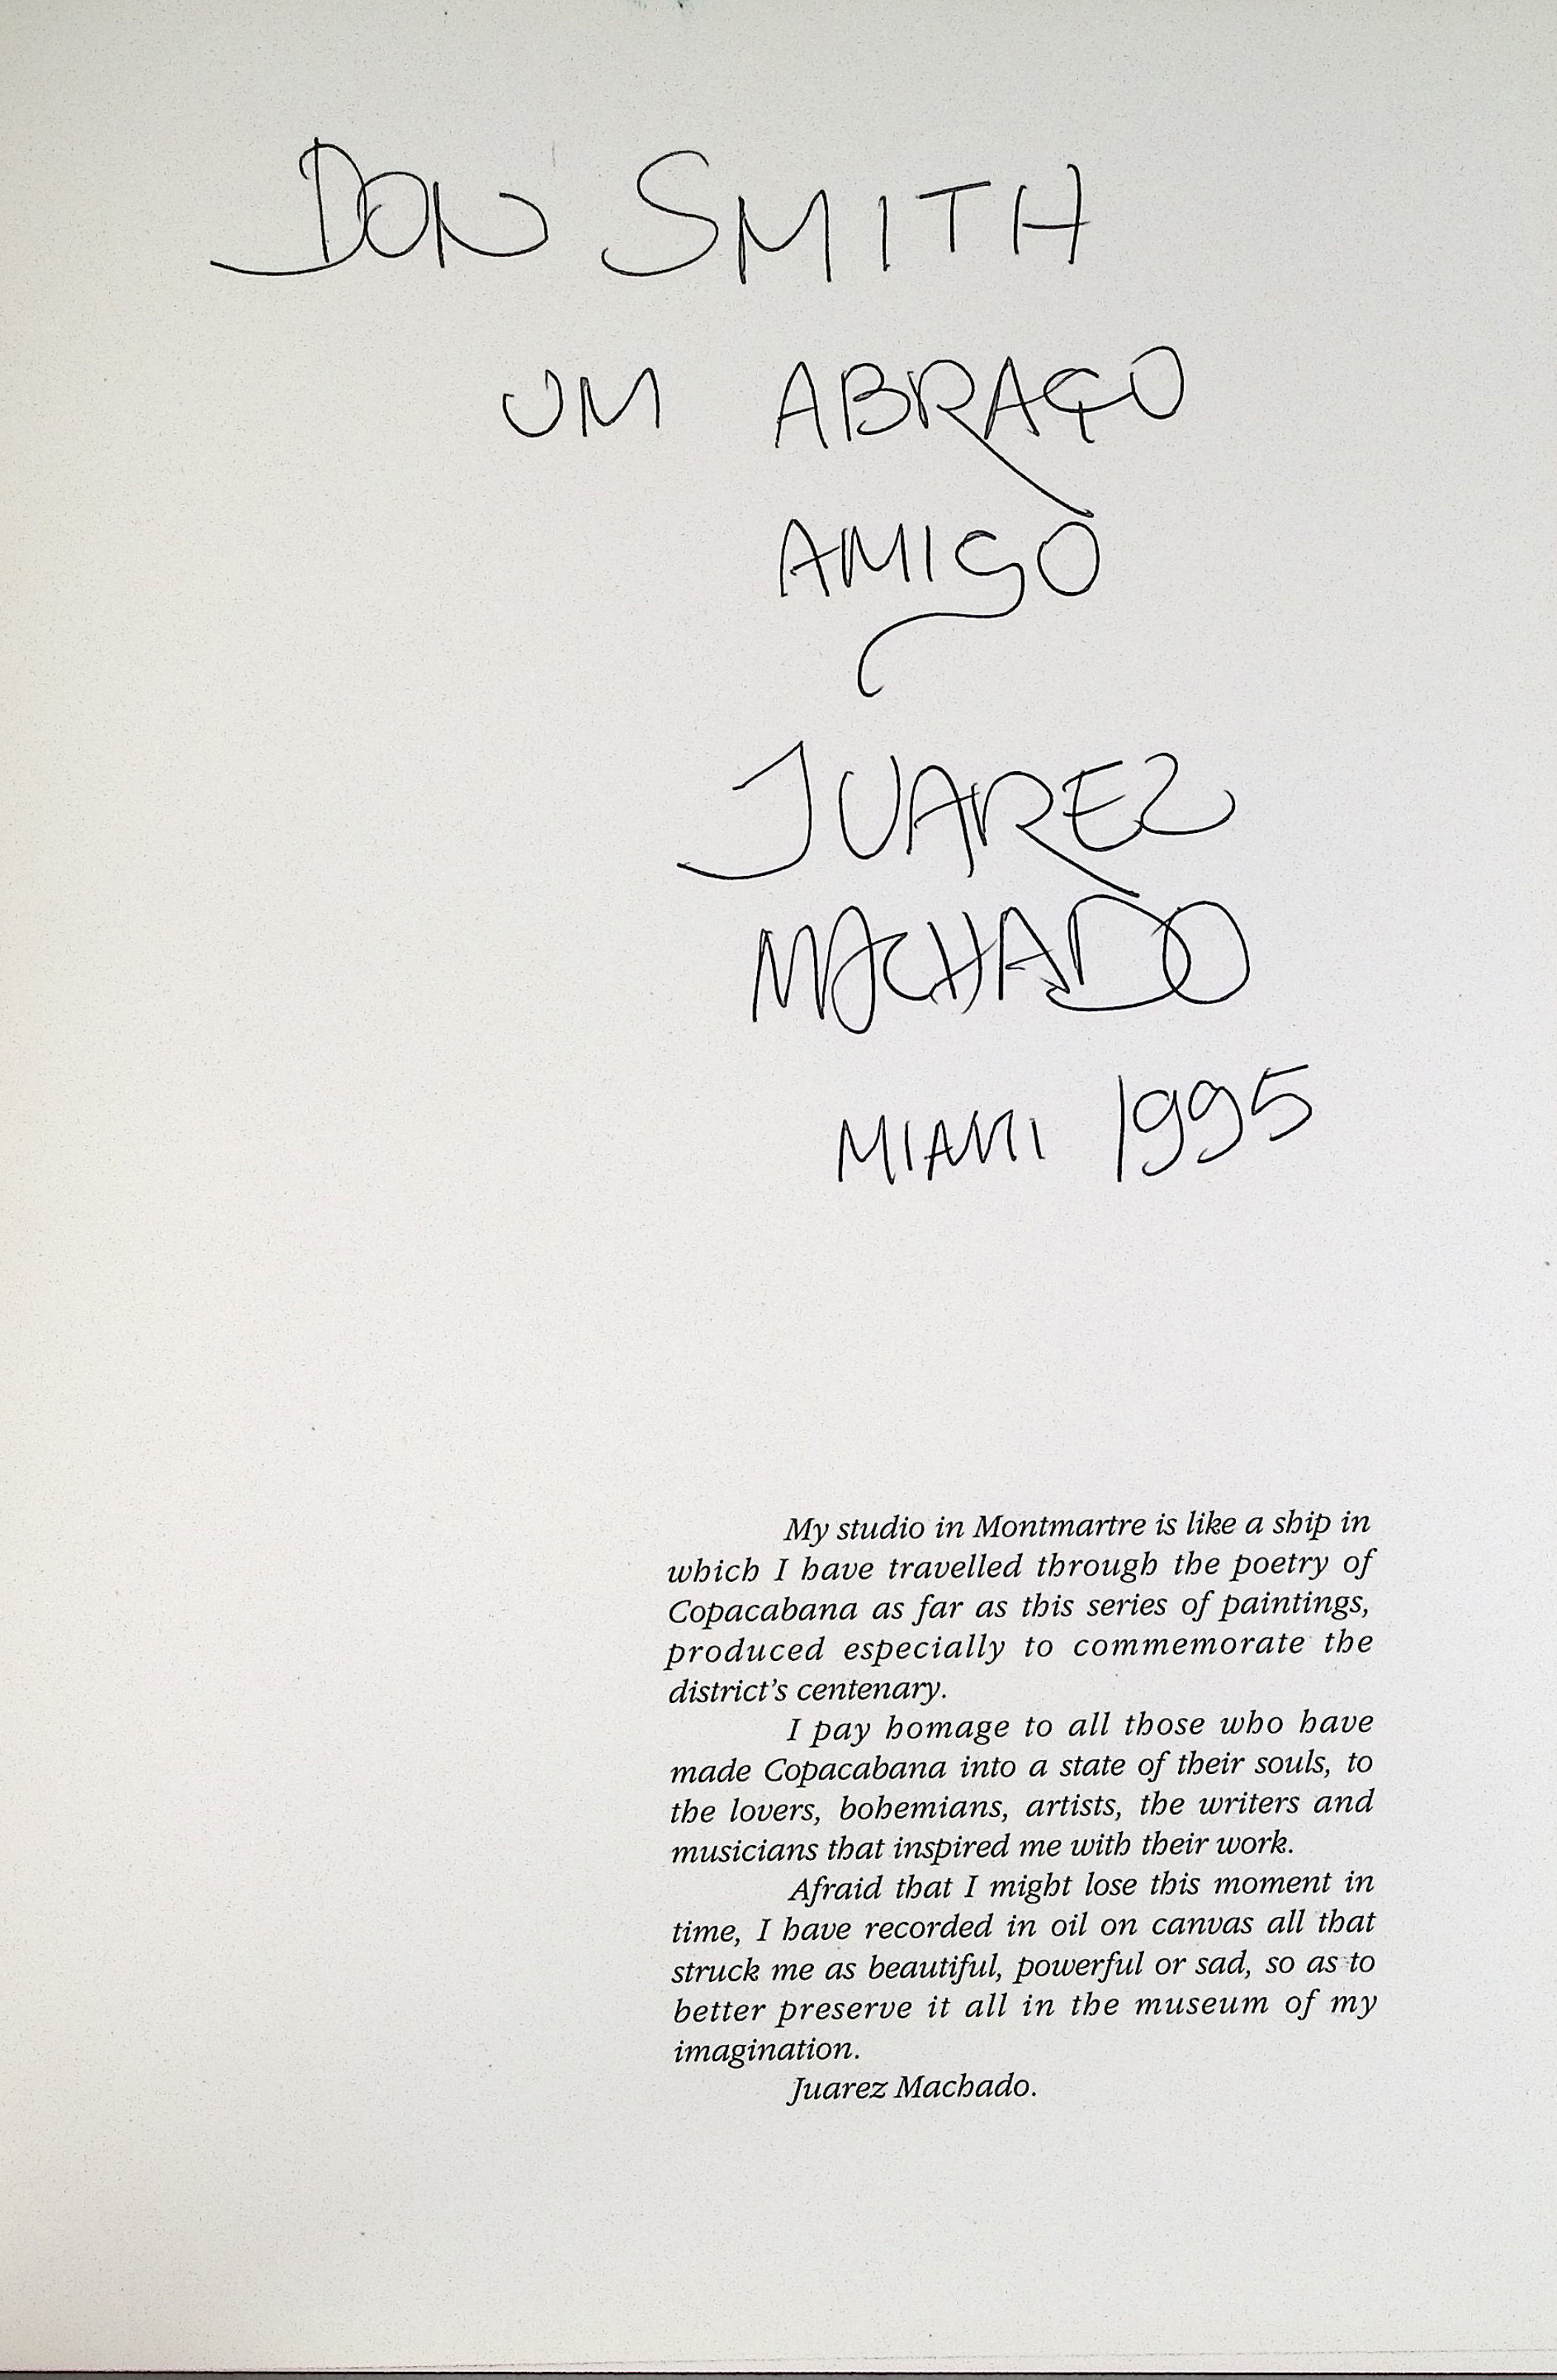 DON SMITH
UM ABRAÇO
AMIGO
JUAREZ
MACHADO
MIAMI 1995
My studio in Montmartre is like a ship in
which I have travelled through the poetry of
Copacabana as far as this series of paintings,
produced especially to commemorate the
district's centenary.
I pay homage to all those who have
made Copacabana into a state of their souls, to
the lovers, bohemians, artists, the writers and
musicians that inspired me with their work.
Afraid that I might lose this moment in
time, I have recorded in oil on canvas all that
struck me as beautiful, powerful or sad, so as to
better preserve it all in the museum of my
imagination.
Juarez Machado.